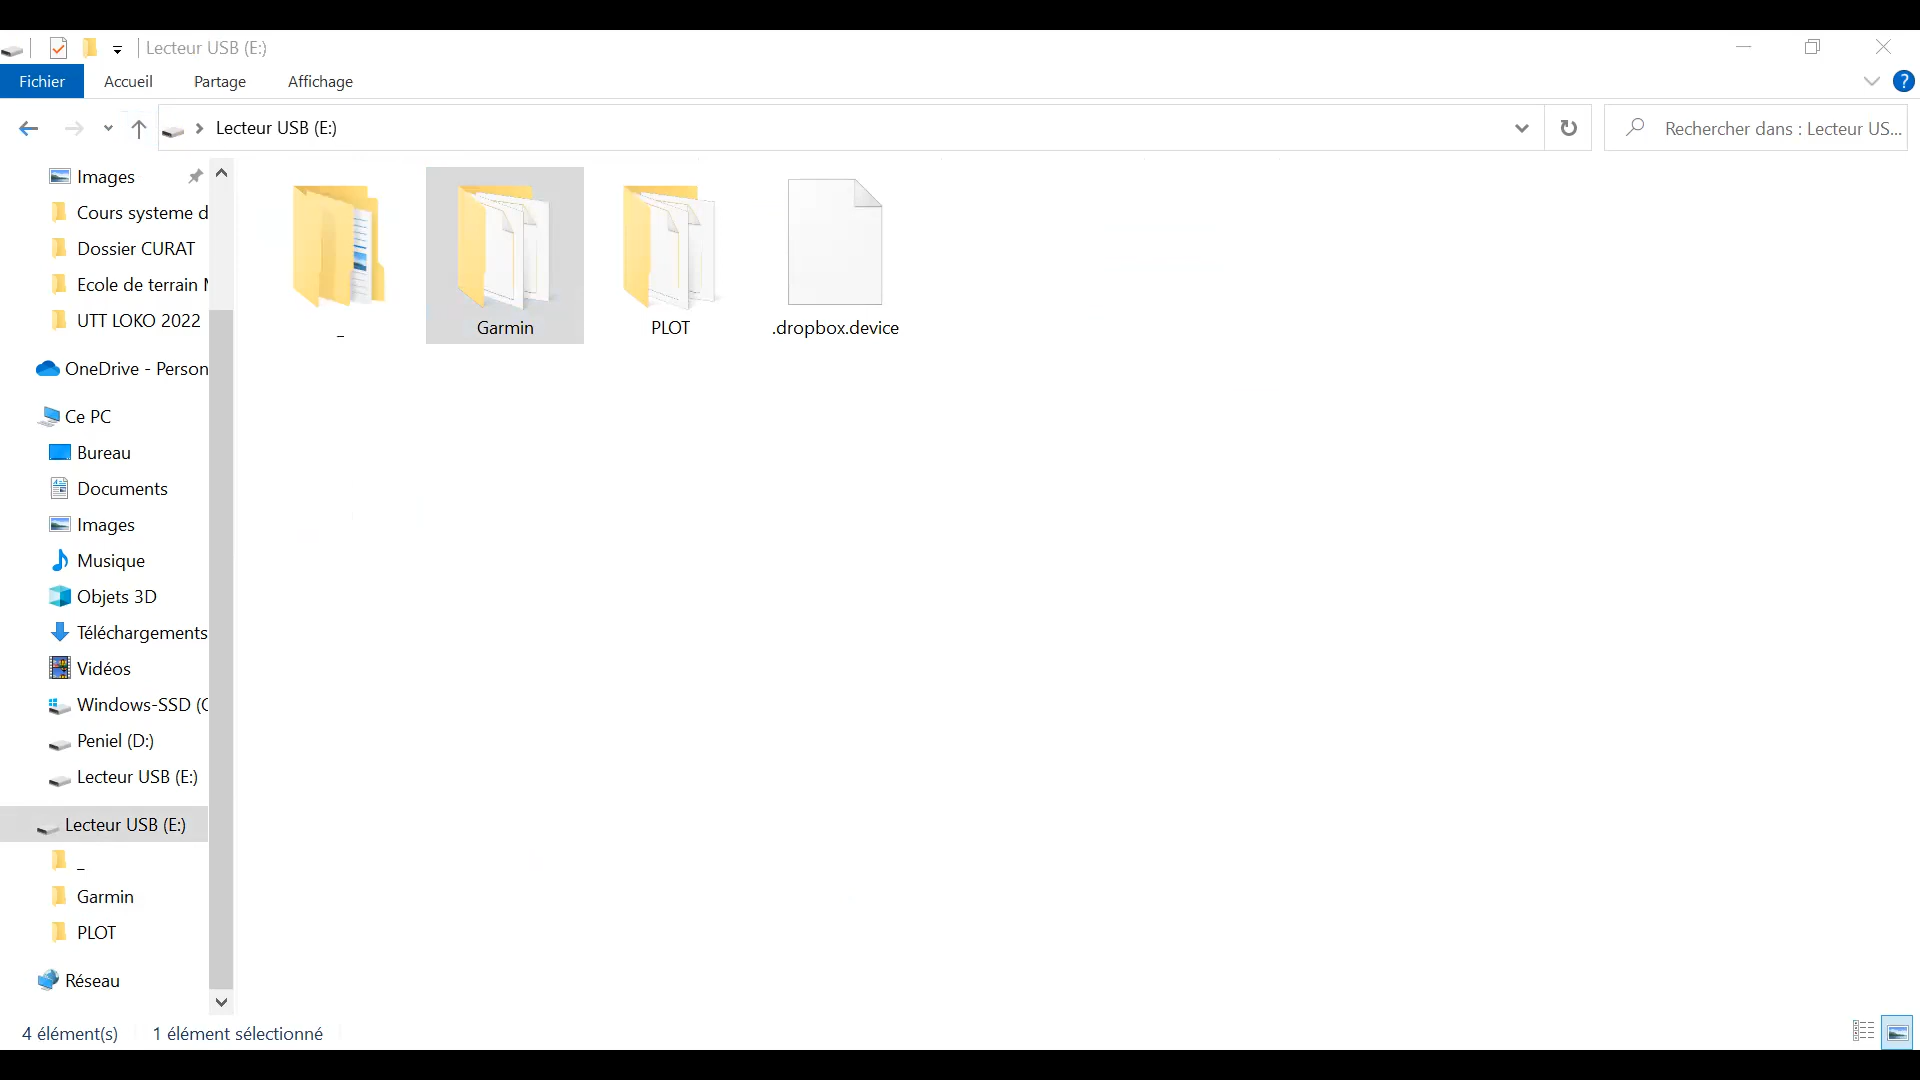 Lecteur USB (E:)
Fichier
Accueil
Partage
Affichage
?
Lecteur USB (E:)
Rechercher dans : Lecteur US...
Images
Cours systeme d
Dossier CURAT
Ecole de terrain
UTT LOKO 2022
OneDrive - Person
Ce PC
Bureau
Documents
Images
Musique
Objets 3D
Téléchargements
Vidéos
Windows-SSD (C
Peniel (D:)
Lecteur USB (E:)
Lecteur USB (E:)
_
Garmin
PLOT
Réseau
_
Garmin
PLOT
.dropbox.device
4 élément(s)
1 élément sélectionné